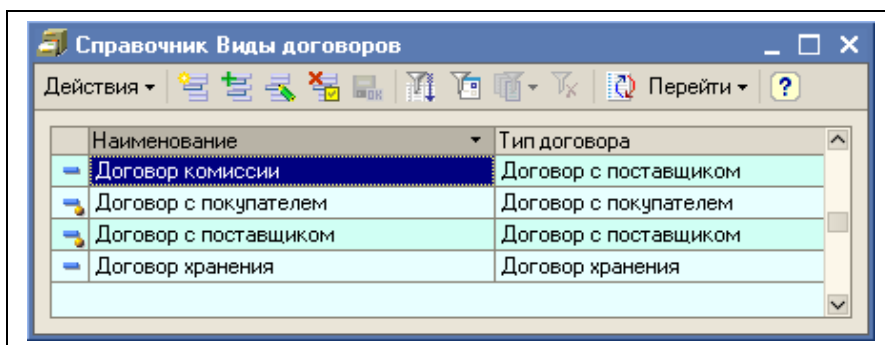 Справочник Виды договоров
Действия Перейти ?
Наименование Тип договора
Договор комиссии Договор с поставщиком
Договор с покупателем Договор с покупателем
Договор с поставщиком Договор с поставщиком
Договор хранения Договор хранения